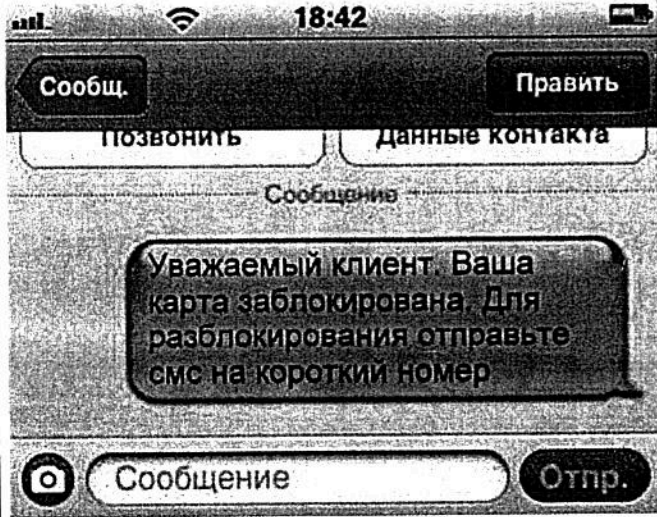 18:42
Сообщ.
Править
Позвонить
Данные контакта
Сообщение
Уважаемый клиент. Ваша
карта заблокирована. Для
разблокирования отправьте
смс на короткий номер
Сообщение
Отпр.